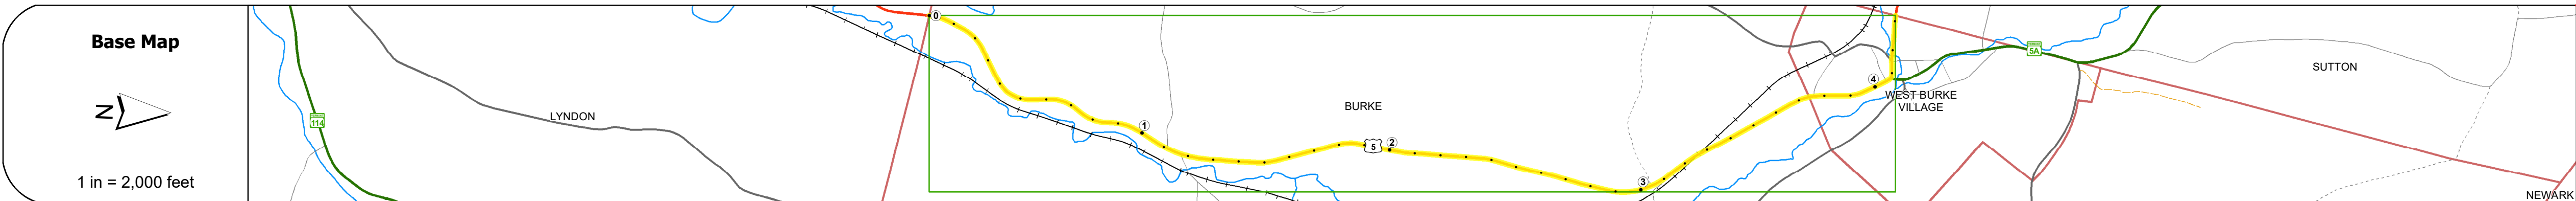 Base Map
N
1 in = 2,000 feet
114
LYNDON
0
1
BURKE
5
2
3
4
WEST BURKE
VILLAGE
5A
SUTTON
NEWARK